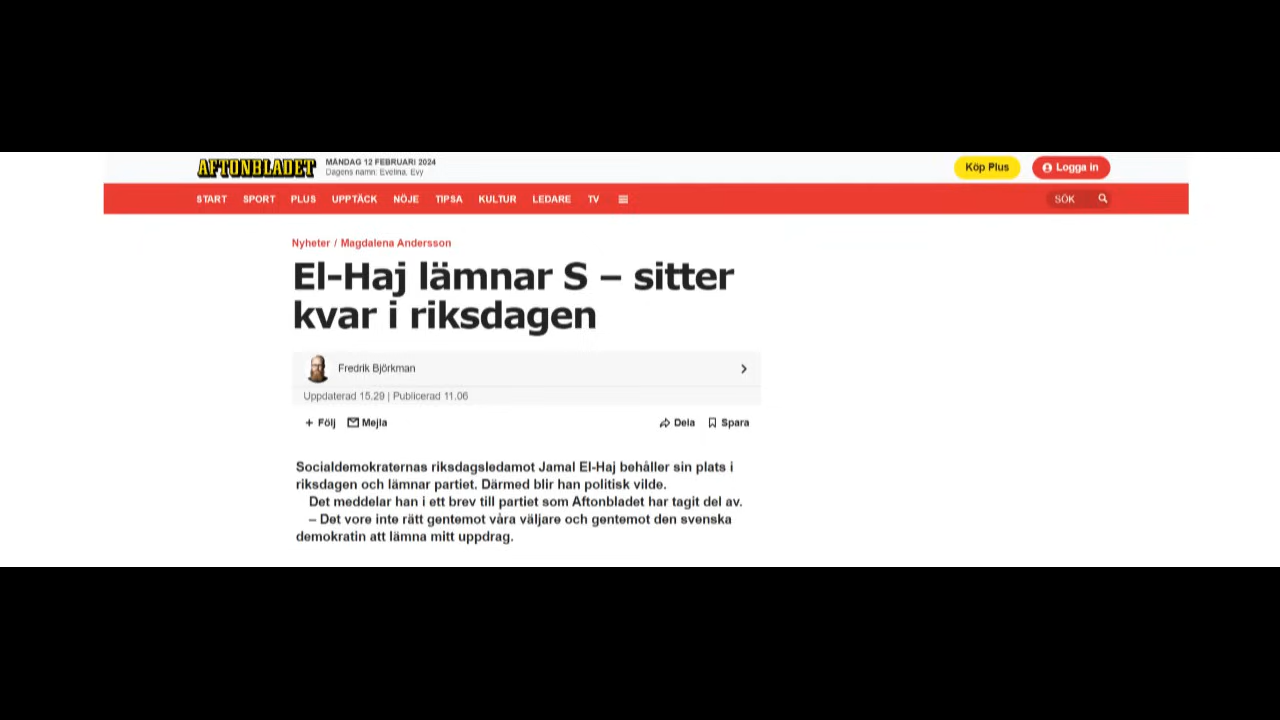 AFTONBLADET
MÅNDAG 12 FEBRUARI 2024
Dagens namn: Evelina, Evy
Köp Plus
Logga in
START SPORT PLUS UPPTÄCK NÖJE TIPSA KULTUR LEDARE TV
SÖK
Nyheter / Magdalena Andersson
El-Haj lämnar S – sitter
kvar i riksdagen
Fredrik Björkman
Uppdaterad 15.29 | Publicerad 11.06
+ Följ Mejla Dela Spara
Socialdemokraternas riksdagsledamot Jamal El-Haj behåller sin plats i
riksdagen och lämnar partiet. Därmed blir han politisk vilde.
Det meddelar han i ett brev till partiet som Aftonbladet har tagit del av.
– Det vore inte rätt gentemot våra väljare och gentemot den svenska
demokratin att lämna mitt uppdrag.